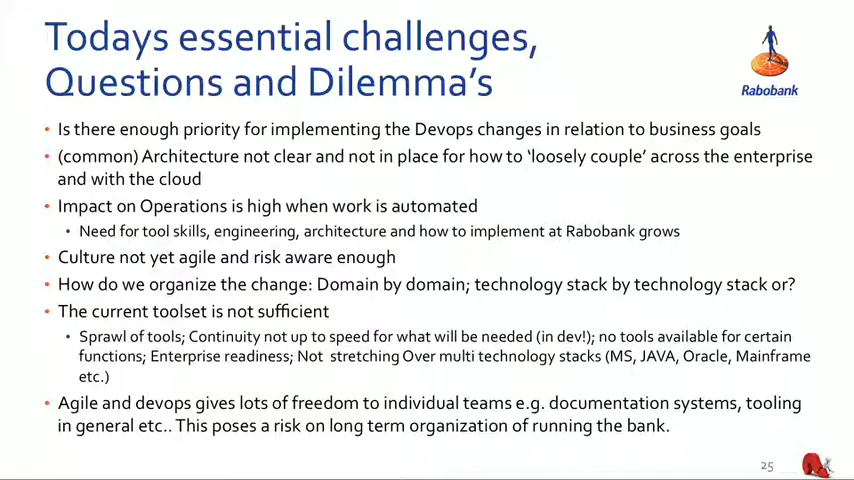 Todays essential challenges,
Questions and Dilemma's
Rabobank
• Is there enough priority for implementing the Devops changes in relation to business goals
• (common) Architecture not clear and not in place for how to 'loosely couple' across the enterprise
and with the cloud
• Impact on Operations is high when work is automated
• Need for tool skills, engineering, architecture and how to implement at Rabobank grows
• Culture not yet agile and risk aware enough
• How do we organize the change: Domain by domain; technology stack by technology stack or?
• The current toolset is not sufficient
• Sprawl of tools; Continuity not up to speed for what will be needed (in dev!); no tools available for certain
functions; Enterprise readiness; Not stretching Over multi technology stacks (MS, JAVA, Oracle, Mainframe
etc.)
• Agile and devops gives lots of freedom to individual teams e.g. documentation systems, tooling
in general etc.. This poses a risk on long term organization of running the bank.
25